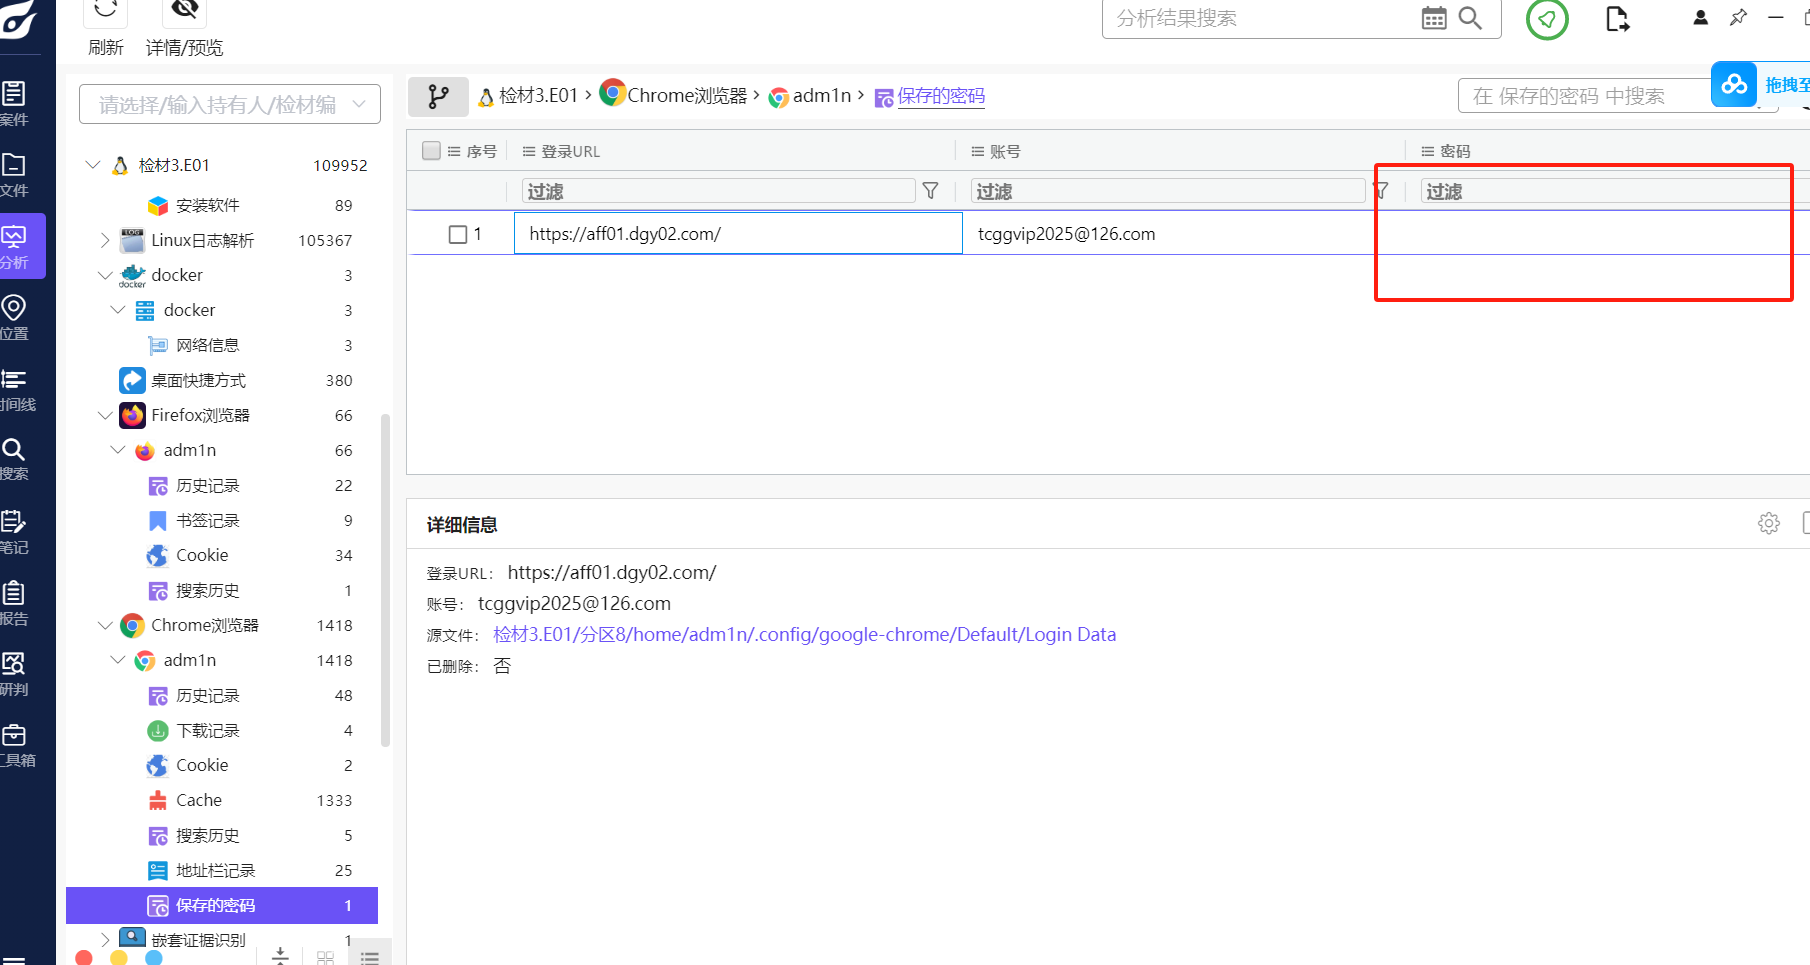 刷新
详情/预览
分析结果搜索
案件
文件
分析
位置
时间线
搜索
笔记
报告
研判
工具箱
请选择/输入持有人/检材编
检材3.E01 109952
安装软件 89
LOG
Linux日志解析 105367
docker
docker 3
docker 3
网络信息 3
桌面快捷方式 380
Firefox浏览器 66
adm1n 66
历史记录 22
书签记录 9
Cookie 34
搜索历史 1
Chrome浏览器 1418
adm1n 1418
历史记录 48
下载记录 4
Cookie 2
Cache 1333
搜索历史 5
地址栏记录 25
保存的密码 1
嵌套证据识别 1
检材3.E01 > Chrome浏览器 > adm1n > 保存的密码
在 保存的密码 中搜索
拖拽至
序号 登录URL 账号 密码
过滤 过滤 过滤
1 https://aff01.dgy02.com/ tcggvip2025@126.com
详细信息
登录URL： https://aff01.dgy02.com/
账号： tcggvip2025@126.com
源文件： 检材3.E01/分区8/home/adm1n/.config/google-chrome/Default/Login Data
已删除： 否